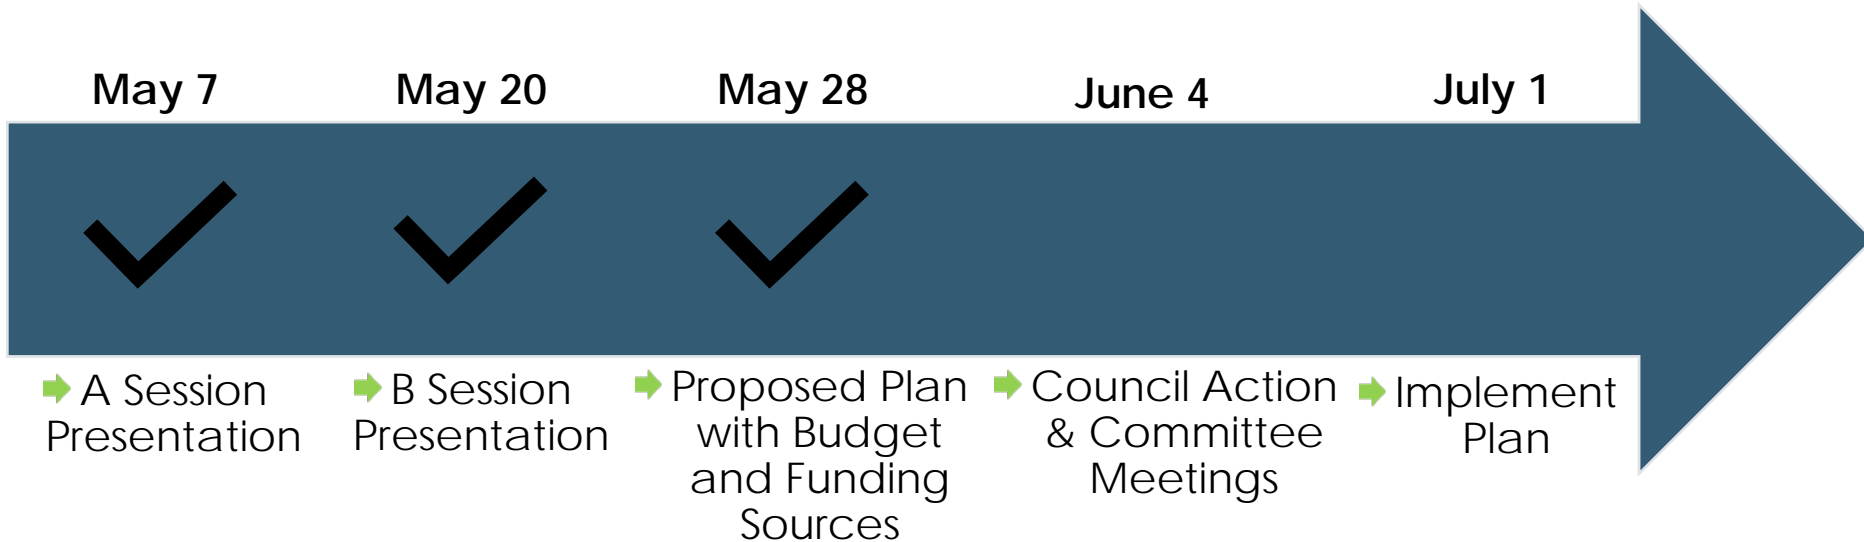 May 7
May 20
May 28
June 4
July 1
A Session
Presentation
B Session
Presentation
Proposed Plan
with Budget
and Funding
Sources
Council Action
& Committee
Meetings
Implement
Plan